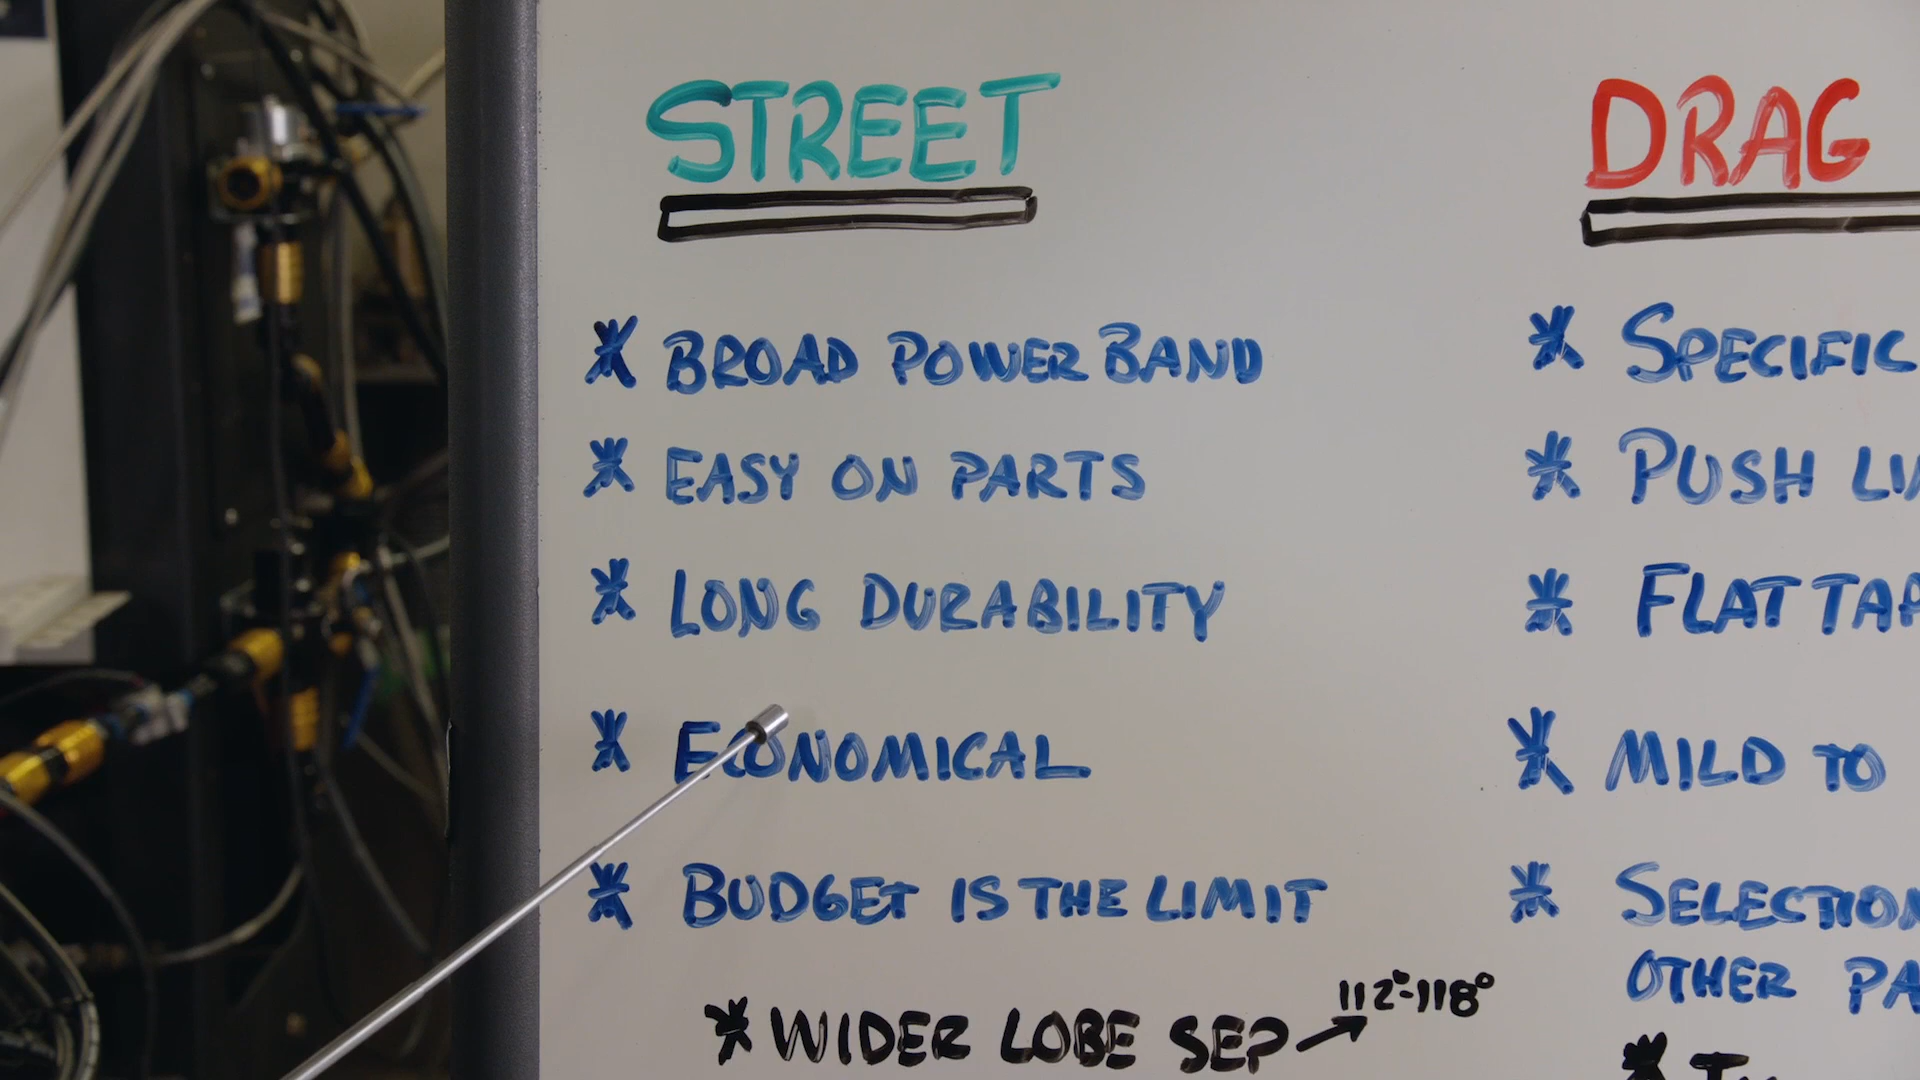 STREET
* BROAD POWER BAND
* EASY ON PARTS
* LONG DURABILITY
* ECONOMICAL
* BUDGET IS THE LIMIT
* WIDER LOBE SEP → 112°-118°
DRAG
* SPECIFIC
* PUSH
* FLAT
* MILD TO
* SELECTION
OTHER
*